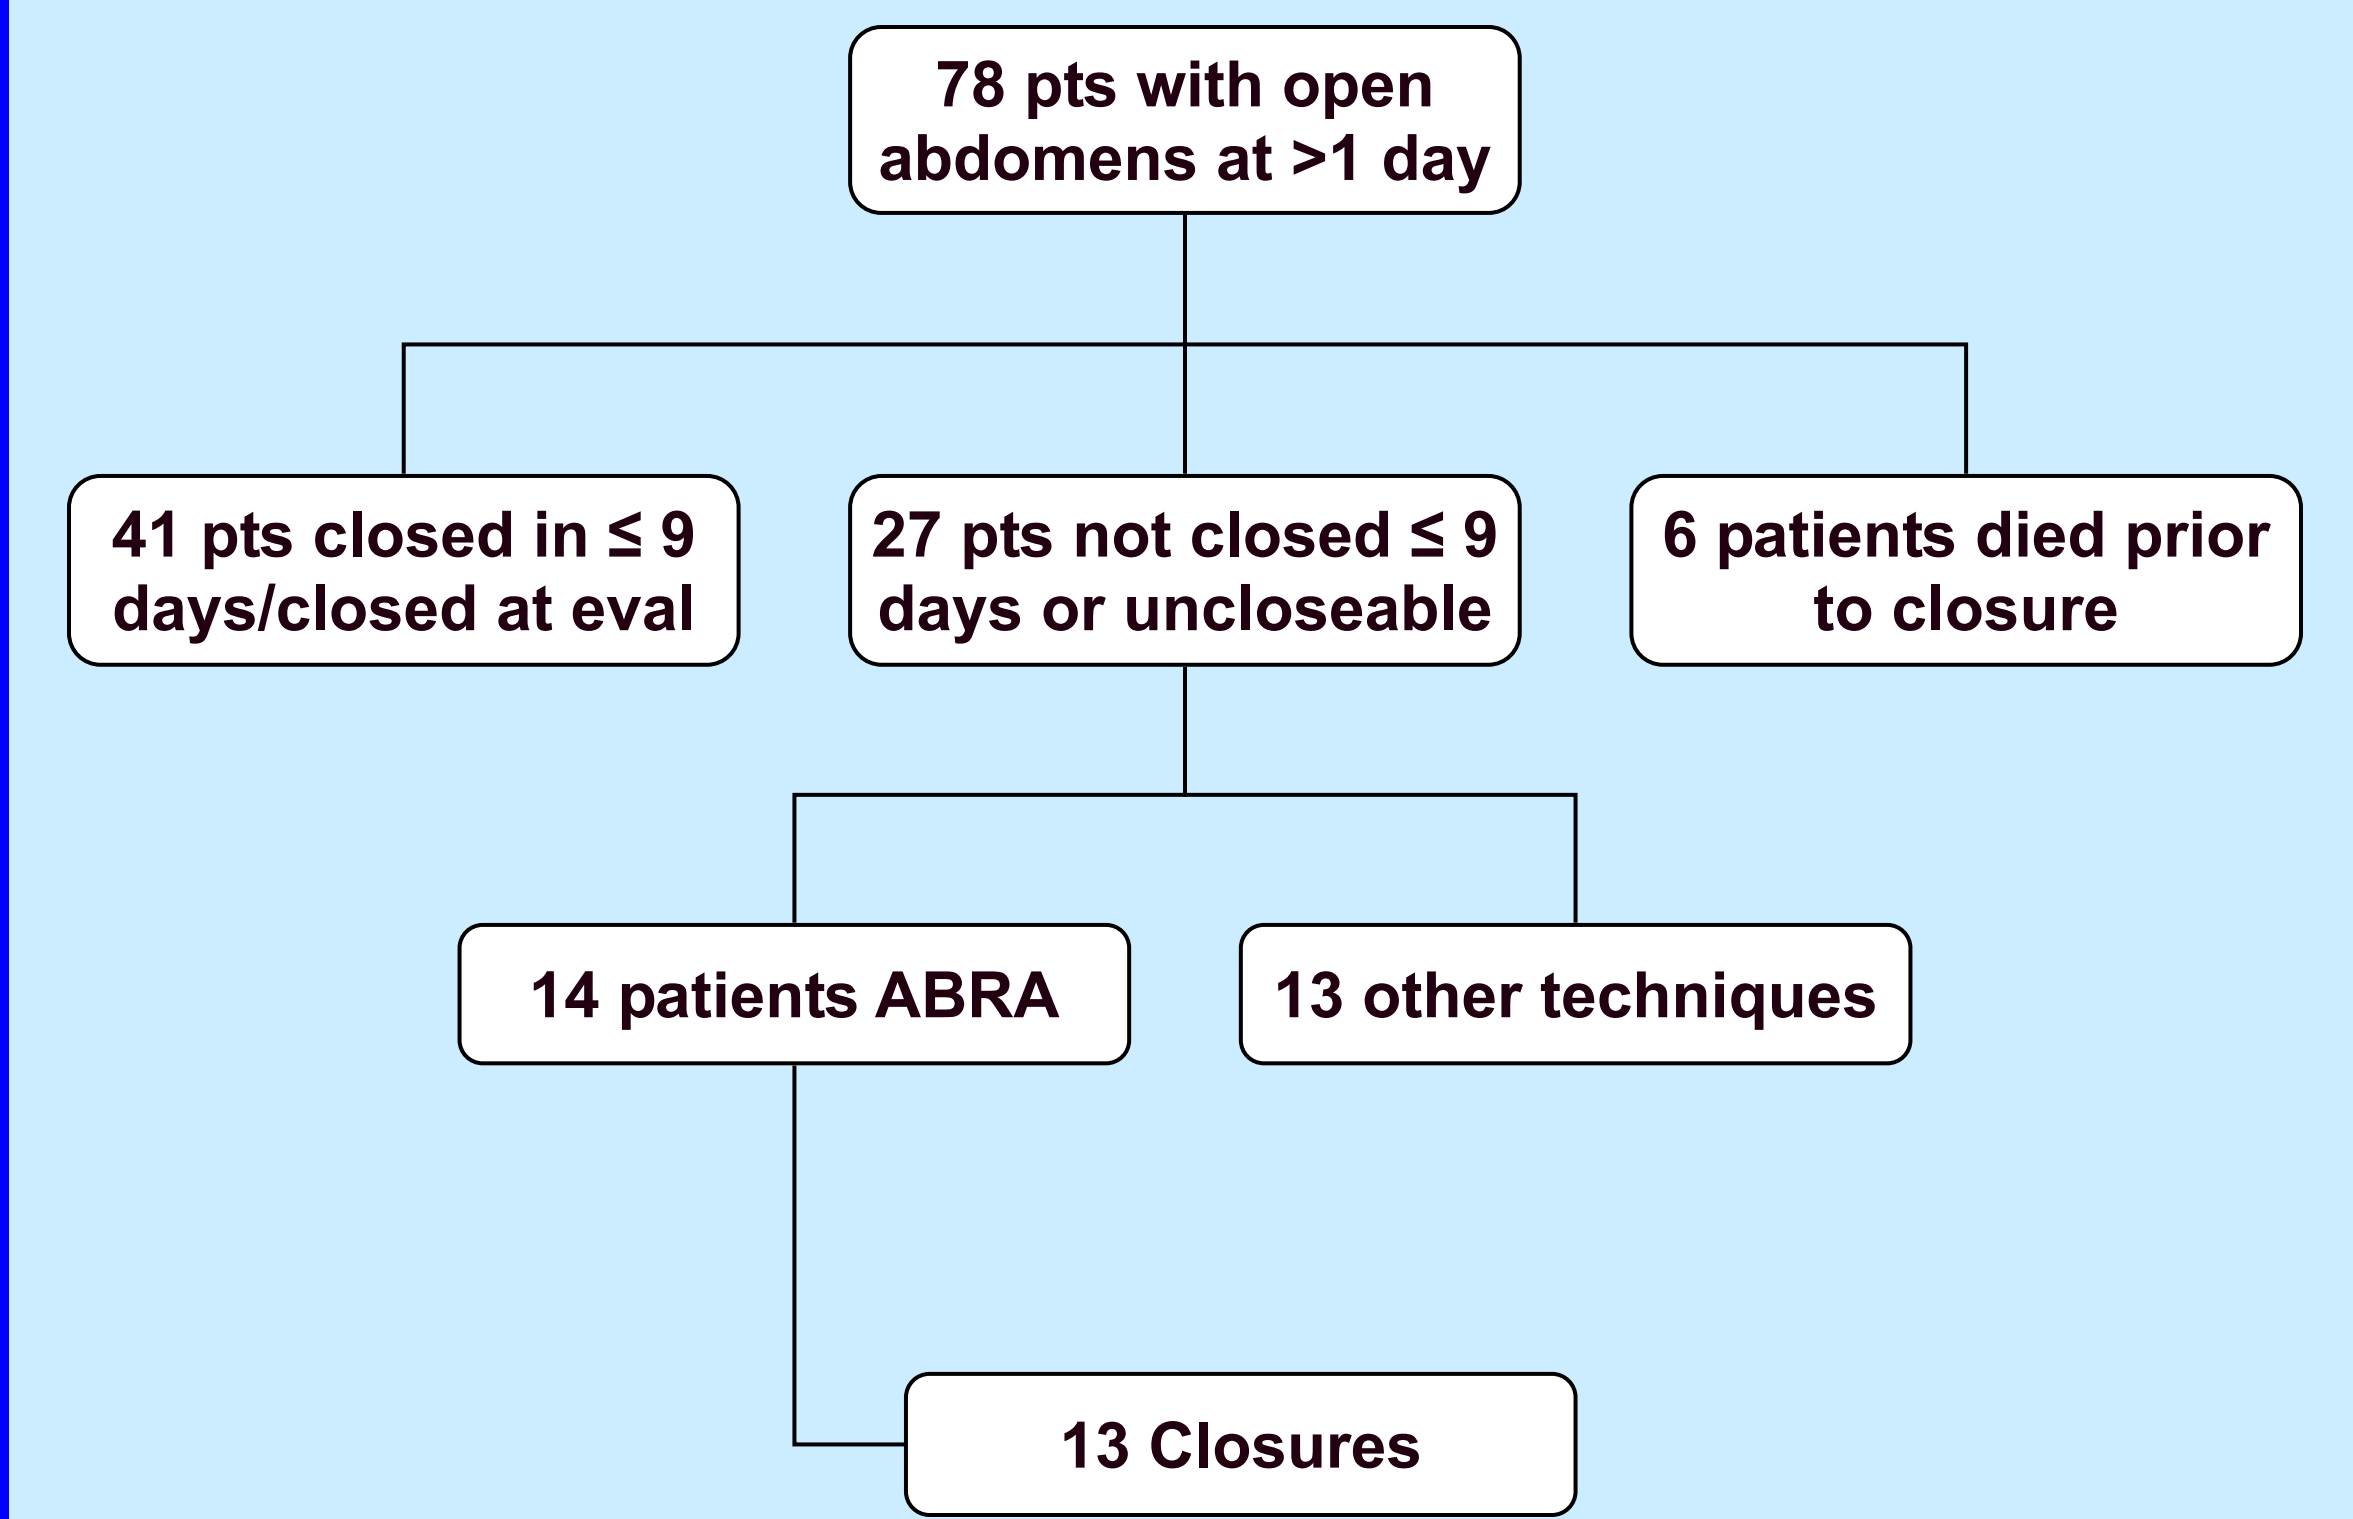 78 pts with open
abdomens at >1 day
41 pts closed in ≤ 9
days/closed at eval
27 pts not closed ≤ 9
days or uncloseable
6 patients died prior
to closure
14 patients ABRA
13 other techniques
13 Closures